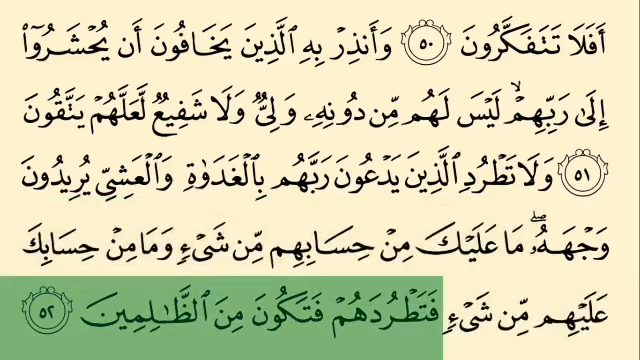 أَفَلَا تَتَفَكَّرُونَ ٥٠ وَأَنذِرْ بِهِ ٱلَّذِينَ يَخَافُونَ أَن يُحْشَرُوٓا۟
إِلَىٰ رَبِّهِمْ ۙ لَيْسَ لَهُم مِّن دُونِهِۦ وَلِىٌّ وَلَا شَفِيعٌ لَّعَلَّهُمْ يَتَّقُونَ
٥١ وَلَا تَطْرُدِ ٱلَّذِينَ يَدْعُونَ رَبَّهُم بِٱلْغَدَوٰةِ وَٱلْعَشِىِّ يُرِيدُونَ
وَجْهَهُۥ ۖ مَا عَلَيْكَ مِنْ حِسَابِهِم مِّن شَىْءٍ وَمَا مِنْ حِسَابِكَ
عَلَيْهِم مِّن شَىْءٍ فَتَطْرُدَهُمْ فَتَكُونَ مِنَ ٱلظَّـٰلِمِينَ ٥٢